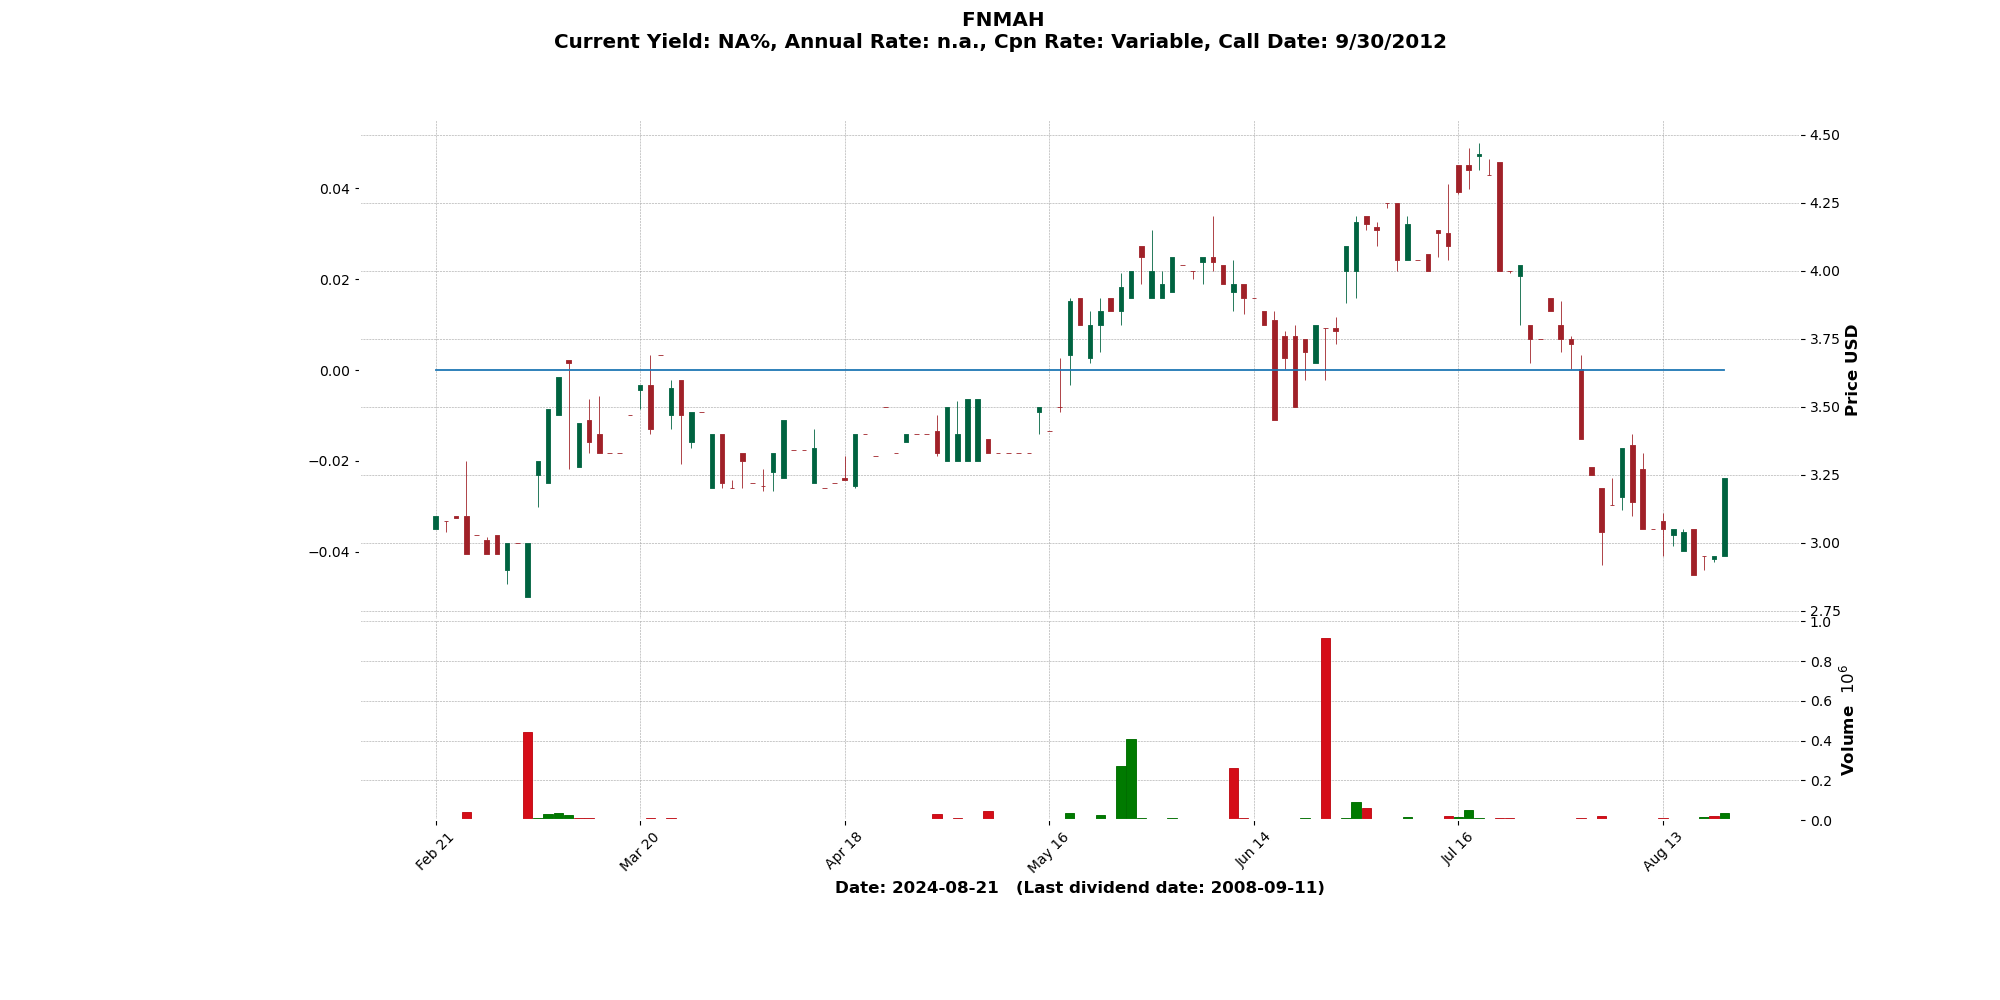 FNMAH
Current Yield: NA%, Annual Rate: n.a., Cpn Rate: Variable, Call Date: 9/30/2012
0.04
0.02
0.00
−0.02
−0.04
4.50
4.25
4.00
3.75
3.50
3.25
3.00
2.75
Price USD
1.0
0.8
0.6
0.4
0.2
0.0
Volume 10⁶
Feb 21
Mar 20
Apr 18
May 16
Jun 14
Jul 16
Aug 13
Date: 2024-08-21 (Last dividend date: 2008-09-11)